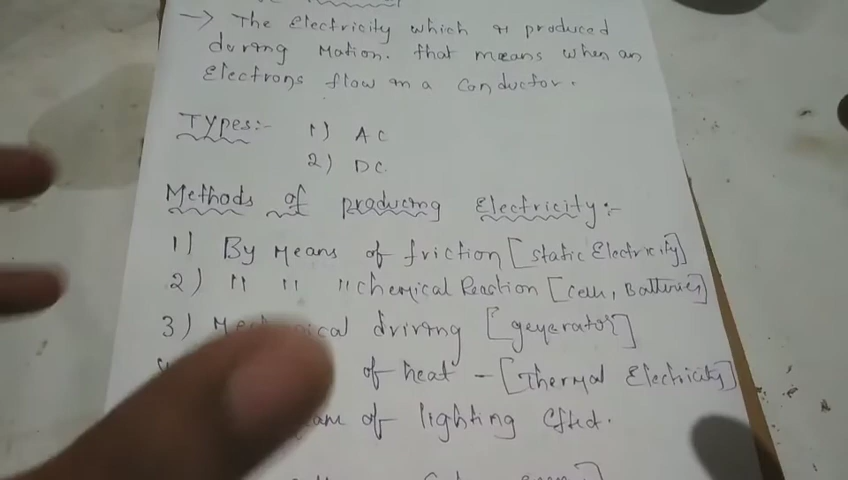 → The Electricity which is produced
during Motion. that means when an
Electrons flow in a Conductor.
Types:-
1) AC
2) DC.
Methods of producing Electricity:-
1) By Means of friction [static Electricity]
2) " " " chemical Reaction [Cells, Batteries]
3) Mechanical driving [generator]
of heat - [Thermal Electricity]
of lighting Effect.